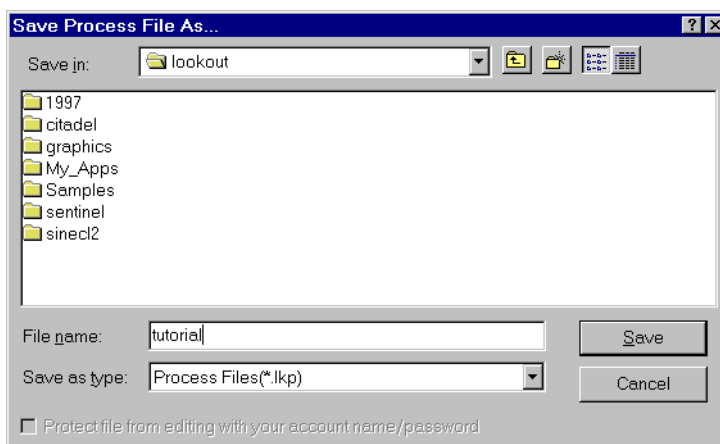 Save Process File As...
Save in: lookout
1997
citadel
graphics
My_Apps
Samples
sentinel
sinecl2
File name: tutorial Save
Save as type: Process Files(*.lkp) Cancel
Protect file from editing with your account name/password